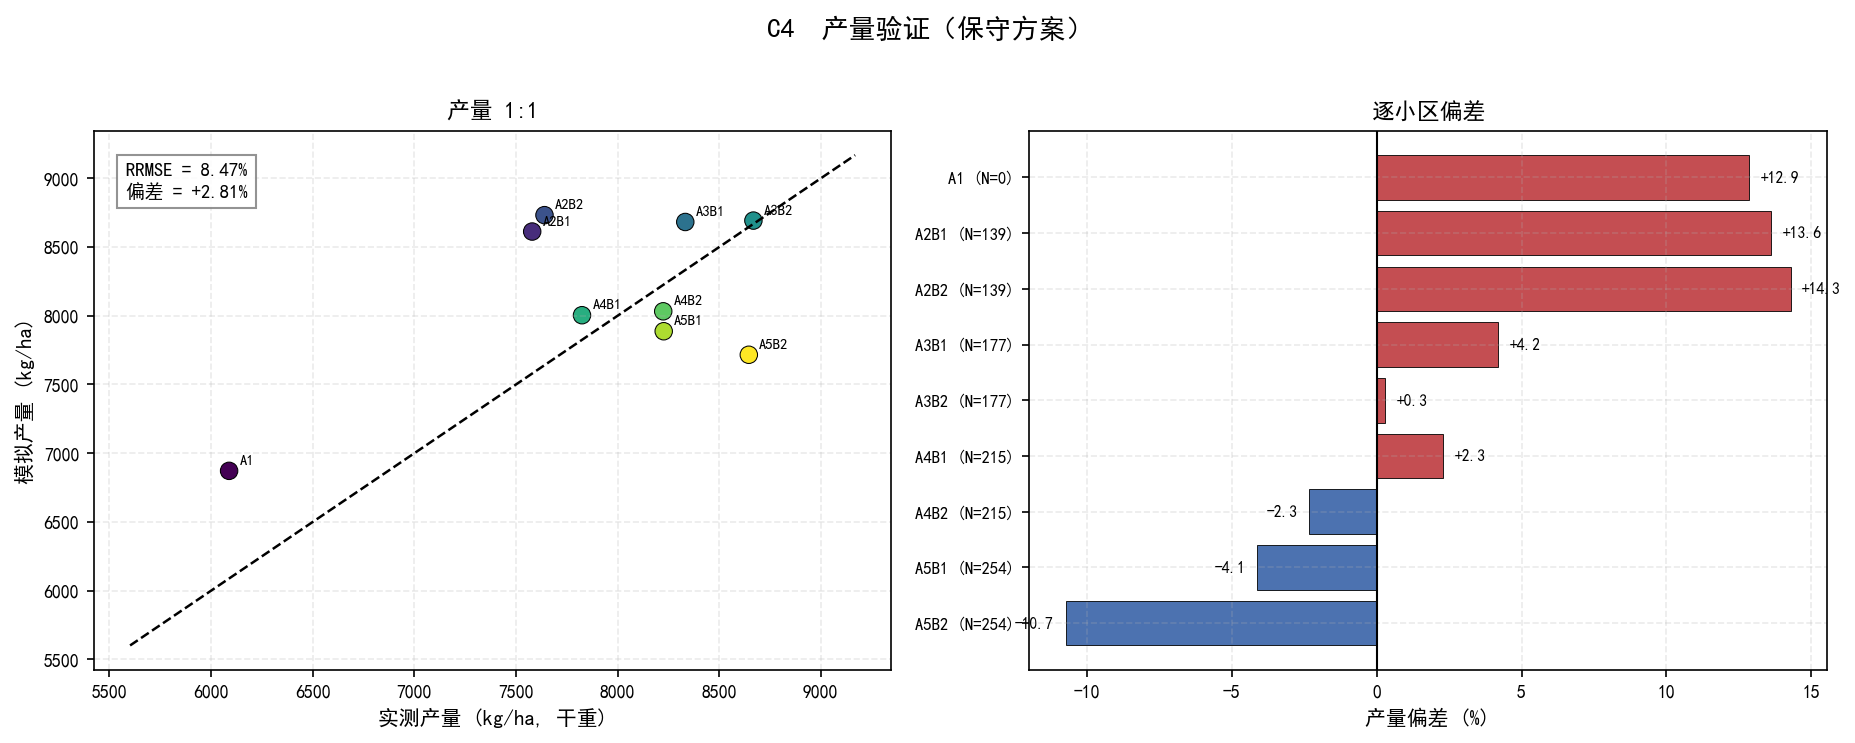 C4 产量验证（保守方案）
产量 1:1
RRMSE = 8.47%
偏差 = +2.81%
9000
8500
8000
7500
7000
6500
6000
5500
模拟产量 (kg/ha)
A2B2
A2B1
A3B1
A3B2
A4B1
A4B2
A5B1
A5B2
A1
5500 6000 6500 7000 7500 8000 8500 9000
实测产量 (kg/ha, 干重)
逐小区偏差
A1 (N=0) +12.9
A2B1 (N=139) +13.6
A2B2 (N=139) +14.3
A3B1 (N=177) +4.2
A3B2 (N=177) +0.3
A4B1 (N=215) +2.3
A4B2 (N=215) −2.3
A5B1 (N=254) −4.1
A5B2 (N=254) −10.7
−10 −5 0 5 10 15
产量偏差 (%)